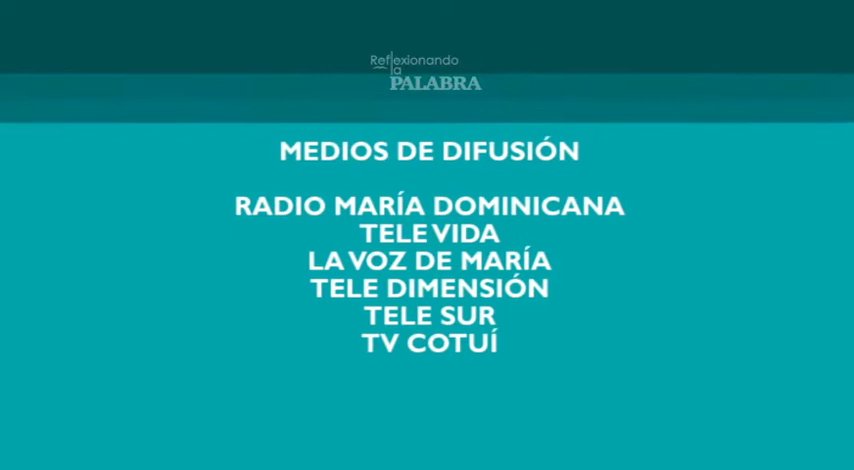 Reflexionando
la
PALABRA
MEDIOS DE DIFUSIÓN
RADIO MARÍA DOMINICANA
TELE VIDA
LA VOZ DE MARÍA
TELE DIMENSIÓN
TELE SUR
TV COTUÍ